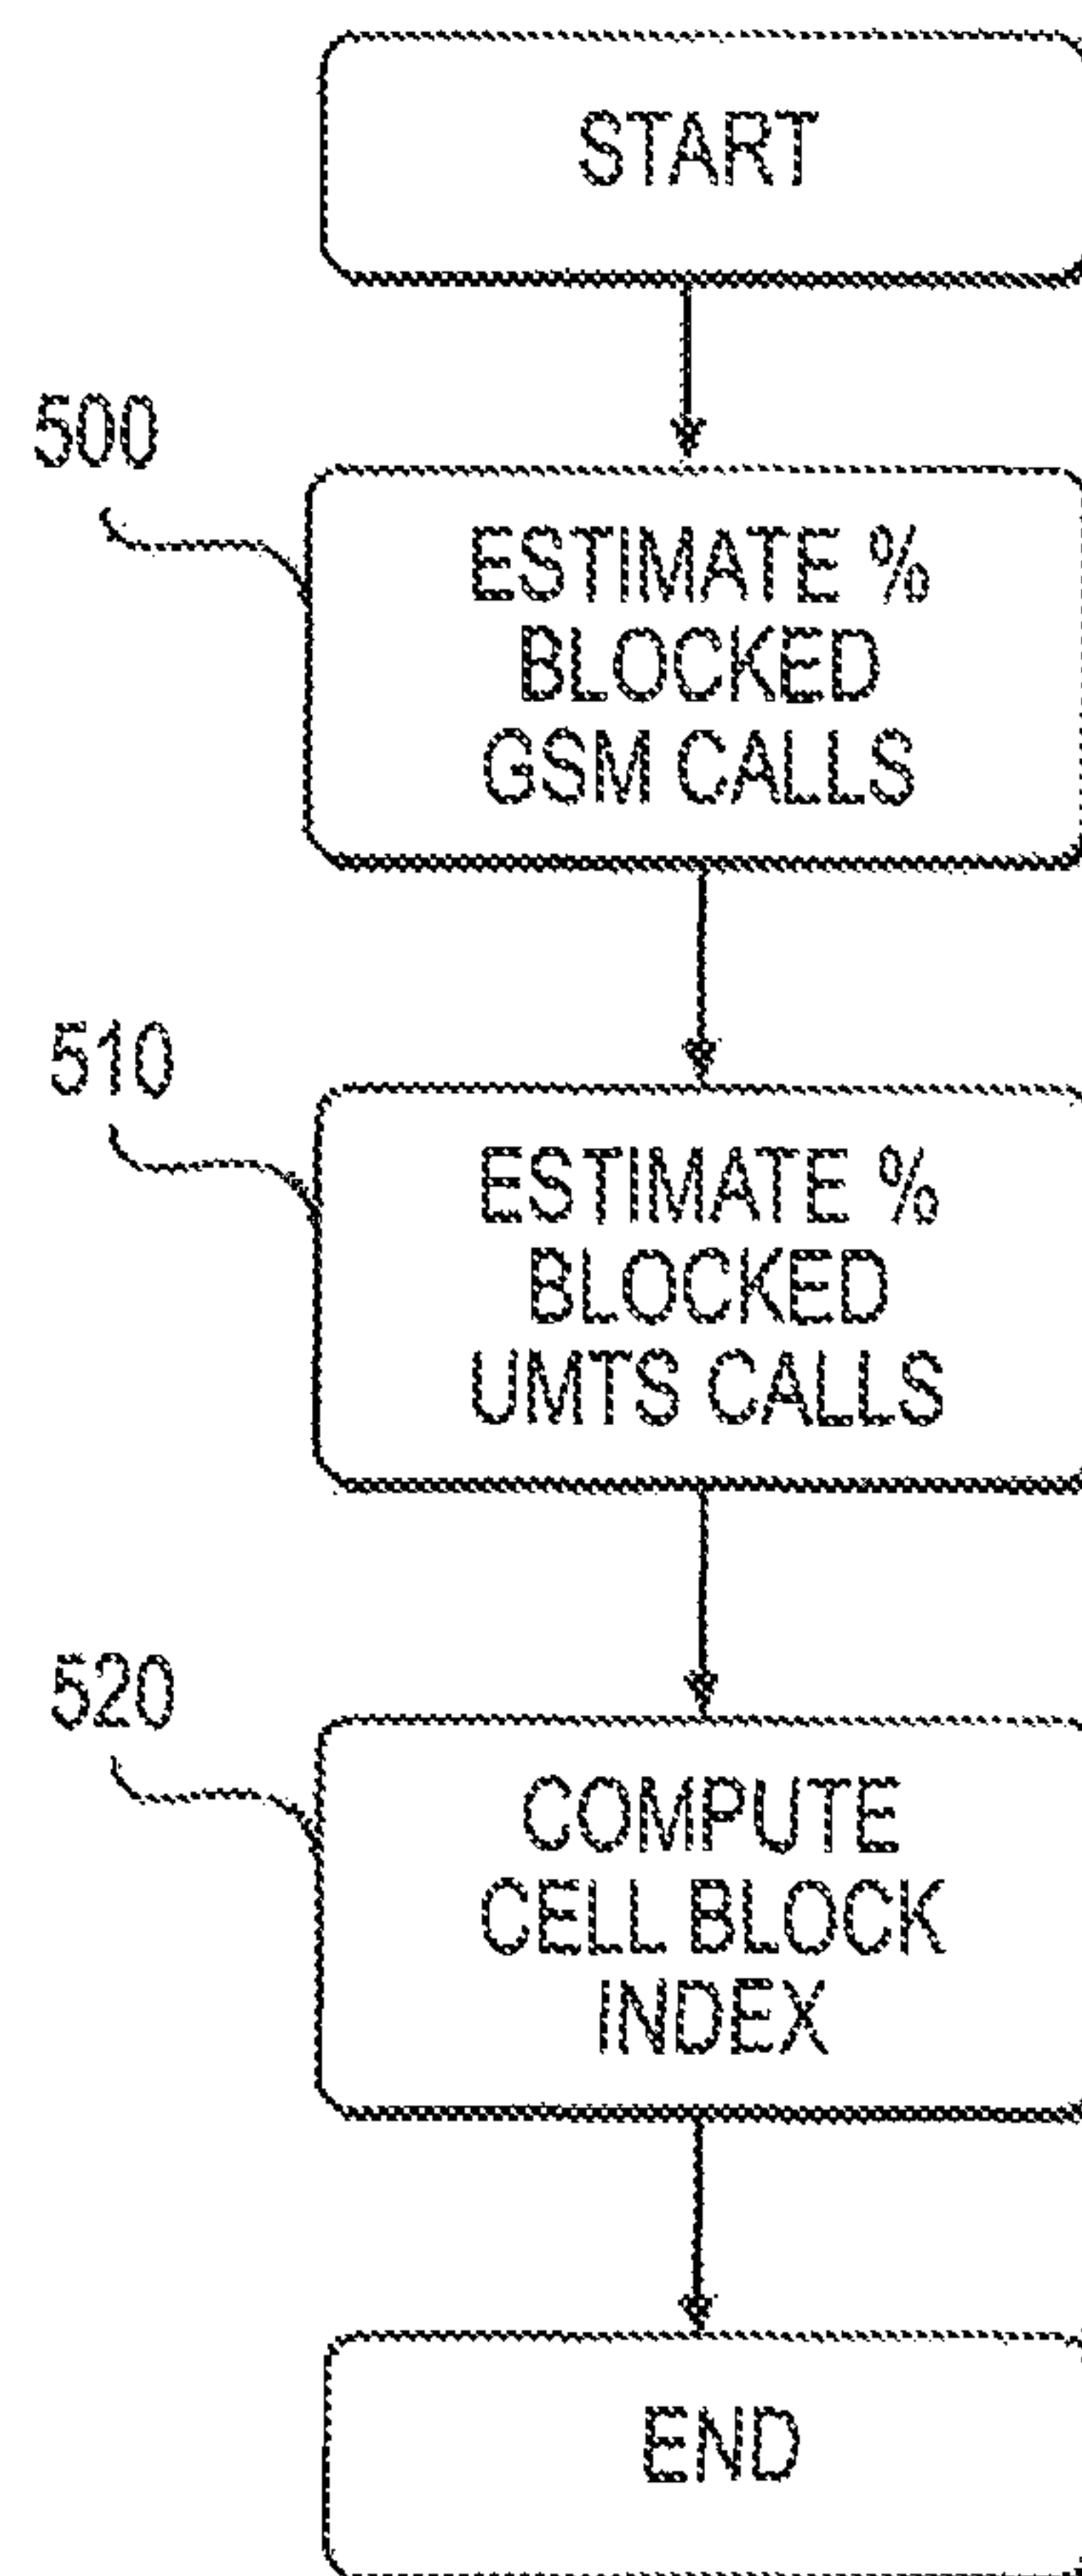 START
500
ESTIMATE %
BLOCKED
GSM CALLS
510
ESTIMATE %
BLOCKED
UMTS CALLS
520
COMPUTE
CELL BLOCK
INDEX
END